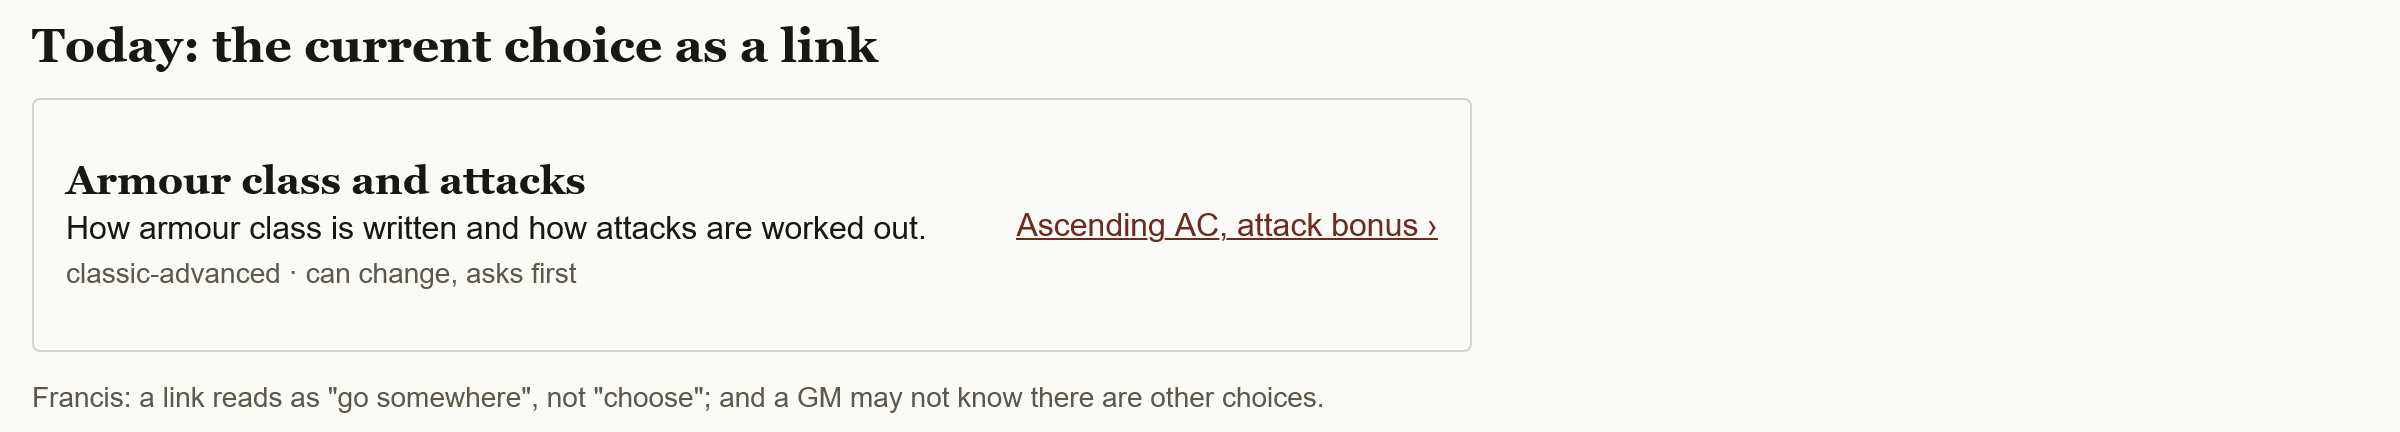 Today: the current choice as a link
Armour class and attacks
How armour class is written and how attacks are worked out.
Ascending AC, attack bonus ›
classic-advanced · can change, asks first
Francis: a link reads as "go somewhere", not "choose"; and a GM may not know there are other choices.